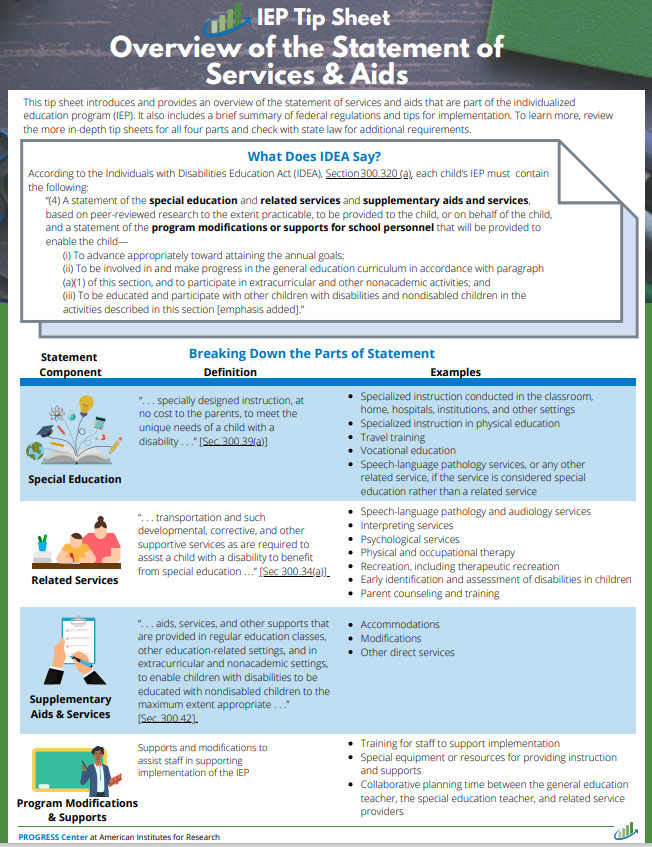 IEP Tip Sheet
Overview of the Statement of
Services & Aids
This tip sheet introduces and provides an overview of the statement of services and aids that are part of the individualized
education program (IEP). It also includes a brief summary of federal regulations and tips for implementation. To learn more, review
the more in-depth tip sheets for all four parts and check with state law for additional requirements.
What Does IDEA Say?
According to the Individuals with Disabilities Education Act (IDEA), Section 300.320 (a), each child's IEP must contain
the following:
"(4) A statement of the special education and related services and supplementary aids and services,
based on peer-reviewed research to the extent practicable, to be provided to the child, or on behalf of the child,
and a statement of the program modifications or supports for school personnel that will be provided to
enable the child—
(i) To advance appropriately toward attaining the annual goals;
(ii) To be involved in and make progress in the general education curriculum in accordance with paragraph
(a)(1) of this section, and to participate in extracurricular and other nonacademic activities; and
(iii) To be educated and participate with other children with disabilities and nondisabled children in the
activities described in this section [emphasis added]."
Breaking Down the Parts of Statement
Statement
Component
Definition
Examples
Special Education
". . . specially designed instruction, at
no cost to the parents, to meet the
unique needs of a child with a
disability . . ." [Sec. 300.39(a)]
• Specialized instruction conducted in the classroom,
home, hospitals, institutions, and other settings
• Specialized instruction in physical education
• Travel training
• Vocational education
• Speech-language pathology services, or any other
related service, if the service is considered special
education rather than a related service
Related Services
". . . transportation and such
developmental, corrective, and other
supportive services as are required to
assist a child with a disability to benefit
from special education . . ." [Sec 300.34(a)].
• Speech-language pathology and audiology services
• Interpreting services
• Psychological services
• Physical and occupational therapy
• Recreation, including therapeutic recreation
• Early identification and assessment of disabilities in children
• Parent counseling and training
Supplementary
Aids & Services
". . . aids, services, and other supports that
are provided in regular education classes,
other education-related settings, and in
extracurricular and nonacademic settings,
to enable children with disabilities to be
educated with nondisabled children to the
maximum extent appropriate . . ."
[Sec. 300.42].
• Accommodations
• Modifications
• Other direct services
Program Modifications
& Supports
Supports and modifications to
assist staff in supporting
implementation of the IEP
• Training for staff to support implementation
• Special equipment or resources for providing instruction
and supports
• Collaborative planning time between the general education
teacher, the special education teacher, and related service
providers
PROGRESS Center at American Institutes for Research